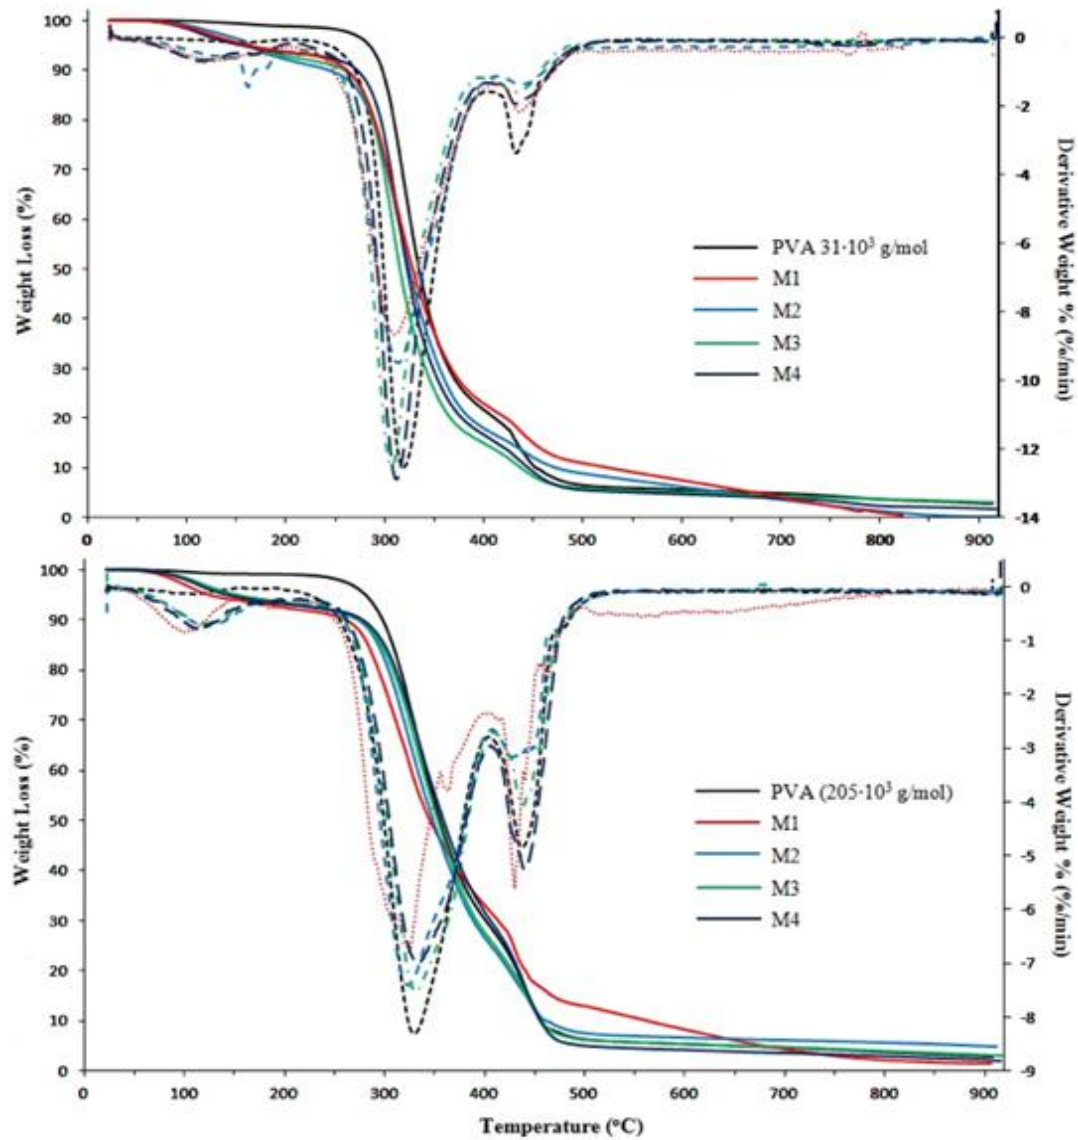 100
90
80
70
60
50
40
30
20
10
0
Weight Loss (%)
0
-2
-4
-6
-8
-10
-12
-14
Derivative Weight % (%/min)
PVA 31·10³ g/mol
M1
M2
M3
M4
0 100 200 300 400 500 600 700 800 900
100
90
80
70
60
50
40
30
20
10
0
Weight Loss (%)
0
-1
-2
-3
-4
-5
-6
-7
-8
-9
Derivative Weight % (%/min)
PVA (205·10³ g/mol)
M1
M2
M3
M4
0 100 200 300 400 500 600 700 800 900
Temperature (°C)